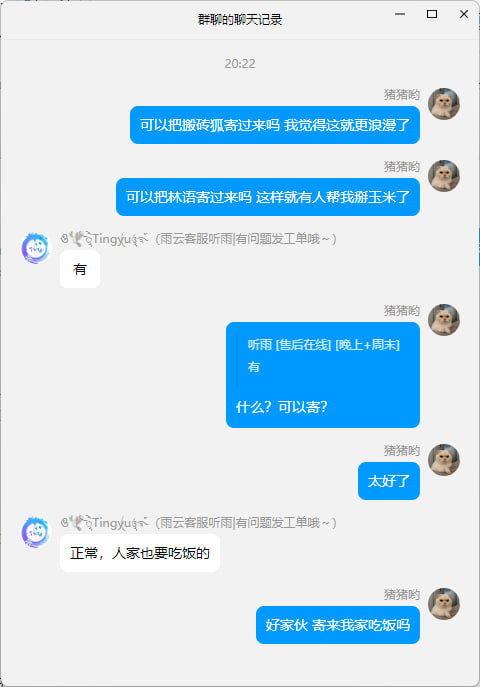 群聊的聊天记录
20:22
猪猪哟
可以把搬砖狐寄过来吗 我觉得这就更浪漫了
猪猪哟
可以把林语寄过来吗 这样就有人帮我掰玉米了
Tingyu（雨云客服听雨|有问题发工单哦～）
有
猪猪哟
听雨 [售后在线] [晚上+周末]
有
什么？可以寄？
猪猪哟
太好了
Tingyu（雨云客服听雨|有问题发工单哦～）
正常，人家也要吃饭的
猪猪哟
好家伙 寄来我家吃饭吗